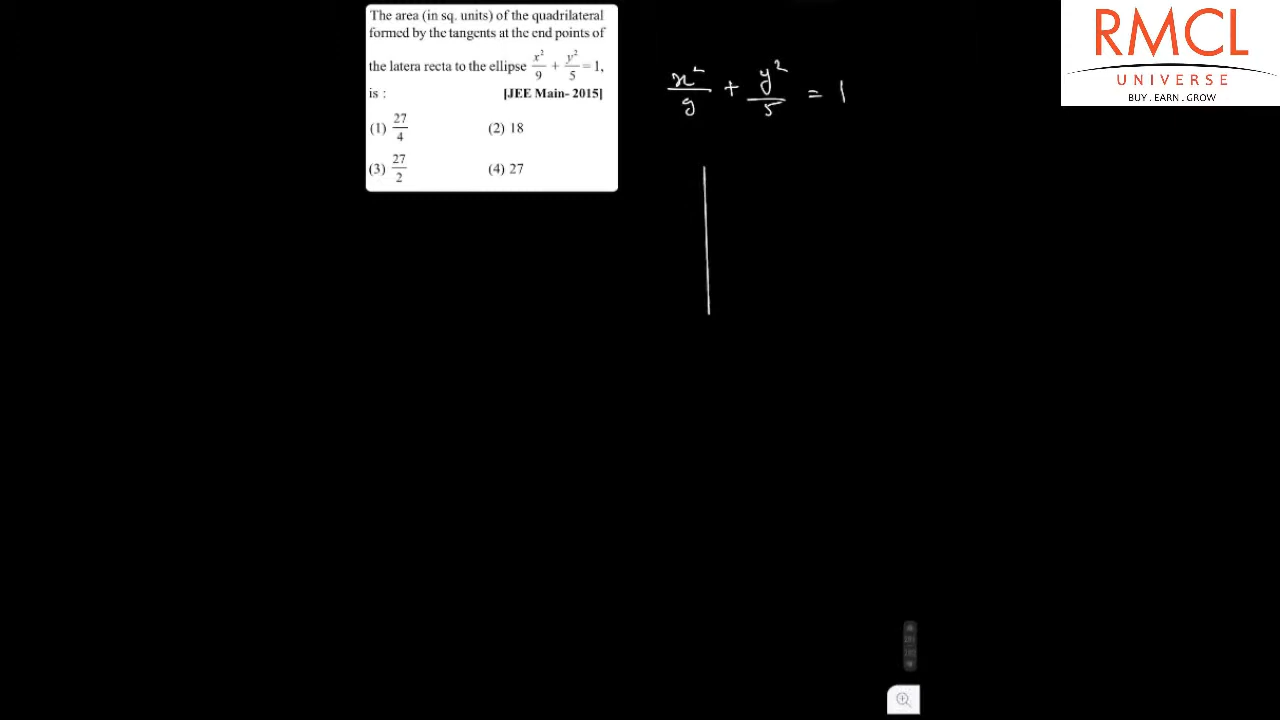 The area (in sq. units) of the quadrilateral
formed by the tangents at the end points of
the latera recta to the ellipse x²/9 + y²/5 = 1,
is : [JEE Main- 2015]
(1) 27/4 (2) 18
(3) 27/2 (4) 27
x²/9 + y²/5 = 1
RMCL
UNIVERSE
BUY . EARN . GROW